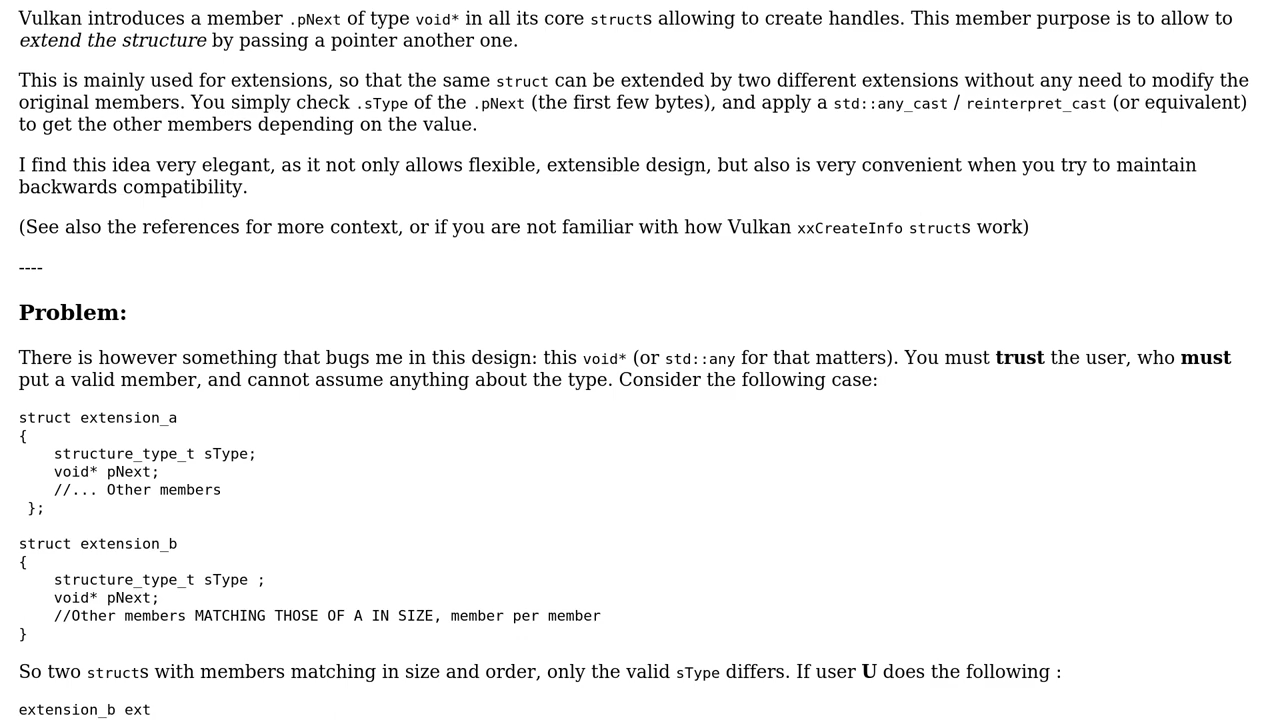 Vulkan introduces a member .pNext of type void* in all its core structs allowing to create handles. This member purpose is to allow to
extend the structure by passing a pointer another one.
This is mainly used for extensions, so that the same struct can be extended by two different extensions without any need to modify the
original members. You simply check .sType of the .pNext (the first few bytes), and apply a std::any_cast / reinterpret_cast (or equivalent)
to get the other members depending on the value.
I find this idea very elegant, as it not only allows flexible, extensible design, but also is very convenient when you try to maintain
backwards compatibility.
(See also the references for more context, or if you are not familiar with how Vulkan xxCreateInfo structs work)
----
Problem:
There is however something that bugs me in this design: this void* (or std::any for that matters). You must trust the user, who must
put a valid member, and cannot assume anything about the type. Consider the following case:
struct extension_a
{
    structure_type_t sType;
    void* pNext;
    //... Other members
 };
struct extension_b
{
    structure_type_t sType ;
    void* pNext;
    //Other members MATCHING THOSE OF A IN SIZE, member per member
}
So two structs with members matching in size and order, only the valid sType differs. If user U does the following :
extension_b ext